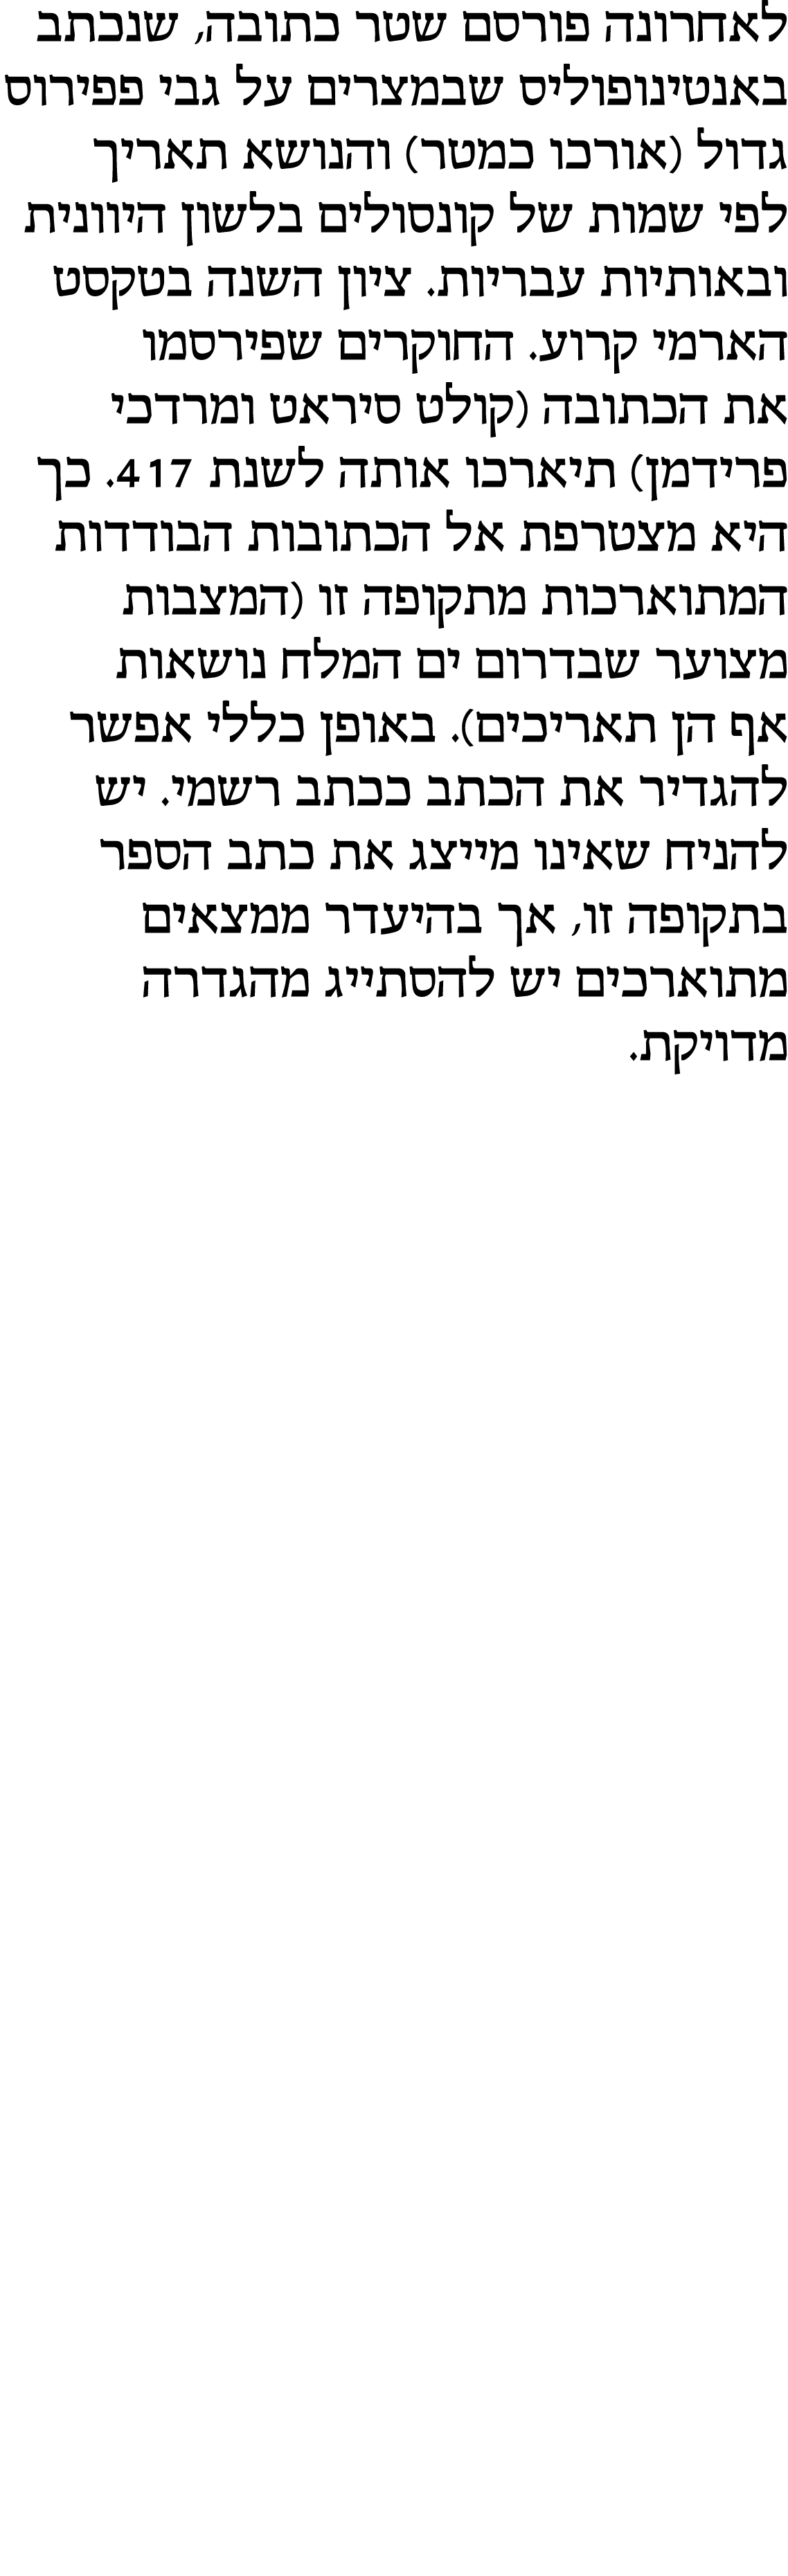 לאחרונה פורסם שטר כתובה, שנכתב
באנטינופוליס שבמצרים על גבי פפירוס
גדול (אורכו כמטר) והנושא תאריך
לפי שמות של קונסולים בלשון היוונית
ובאותיות עבריות. ציון השנה בטקסט
הארמי קרוע. החוקרים שפירסמו
את הכתובה (קולט סיראט ומרדכי
פרידמן) תיארכו אותה לשנת 417. כך
היא מצטרפת אל הכתובות הבודדות
המתוארכות מתקופה זו (המצבות
מצוער שבדרום ים המלח נושאות
אף הן תאריכים). באופן כללי אפשר
להגדיר את הכתב ככתב רשמי. יש
להניח שאינו מייצג את כתב הספר
בתקופה זו, אך בהיעדר ממצאים
מתוארכים יש להסתייג מהגדרה
מדויקת.